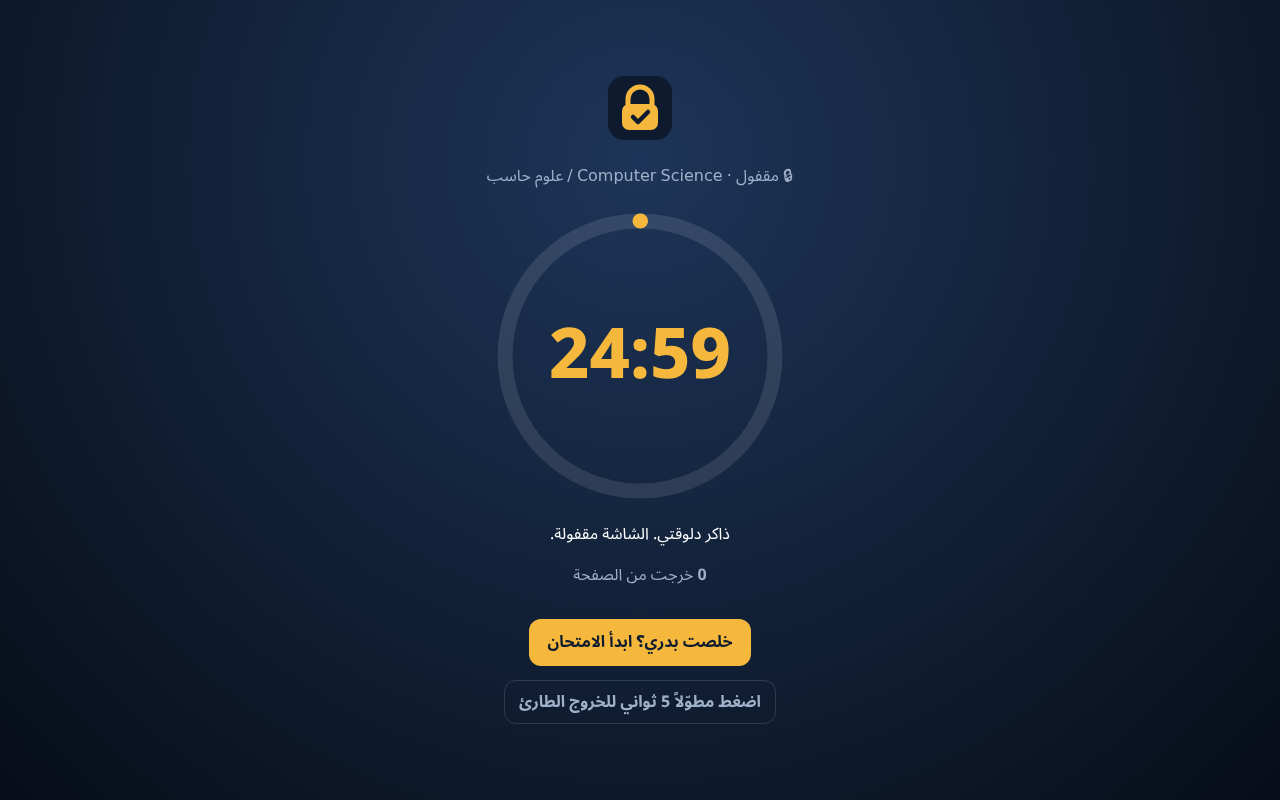 🔒 مقفول · Computer Science / علوم حاسب
24:59
ذاكر دلوقتي. الشاشة مقفولة.
0 خرجت من الصفحة
خلصت بدري؟ ابدأ الامتحان
اضغط مطوّلاً 5 ثواني للخروج الطارئ